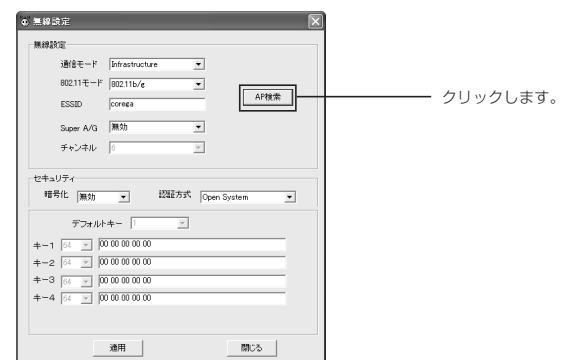 無線設定
無線設定
通信モード Infrastructure
802.11モード 802.11b/g
AP検索
クリックします。
ESSID corega
Super A/G 無効
チャンネル 6
セキュリティ
暗号化 無効 認証方式 Open System
デフォルトキー 1
キー1 64 00 00 00 00 00
キー2 64 00 00 00 00 00
キー3 64 00 00 00 00 00
キー4 64 00 00 00 00 00
適用 閉じる